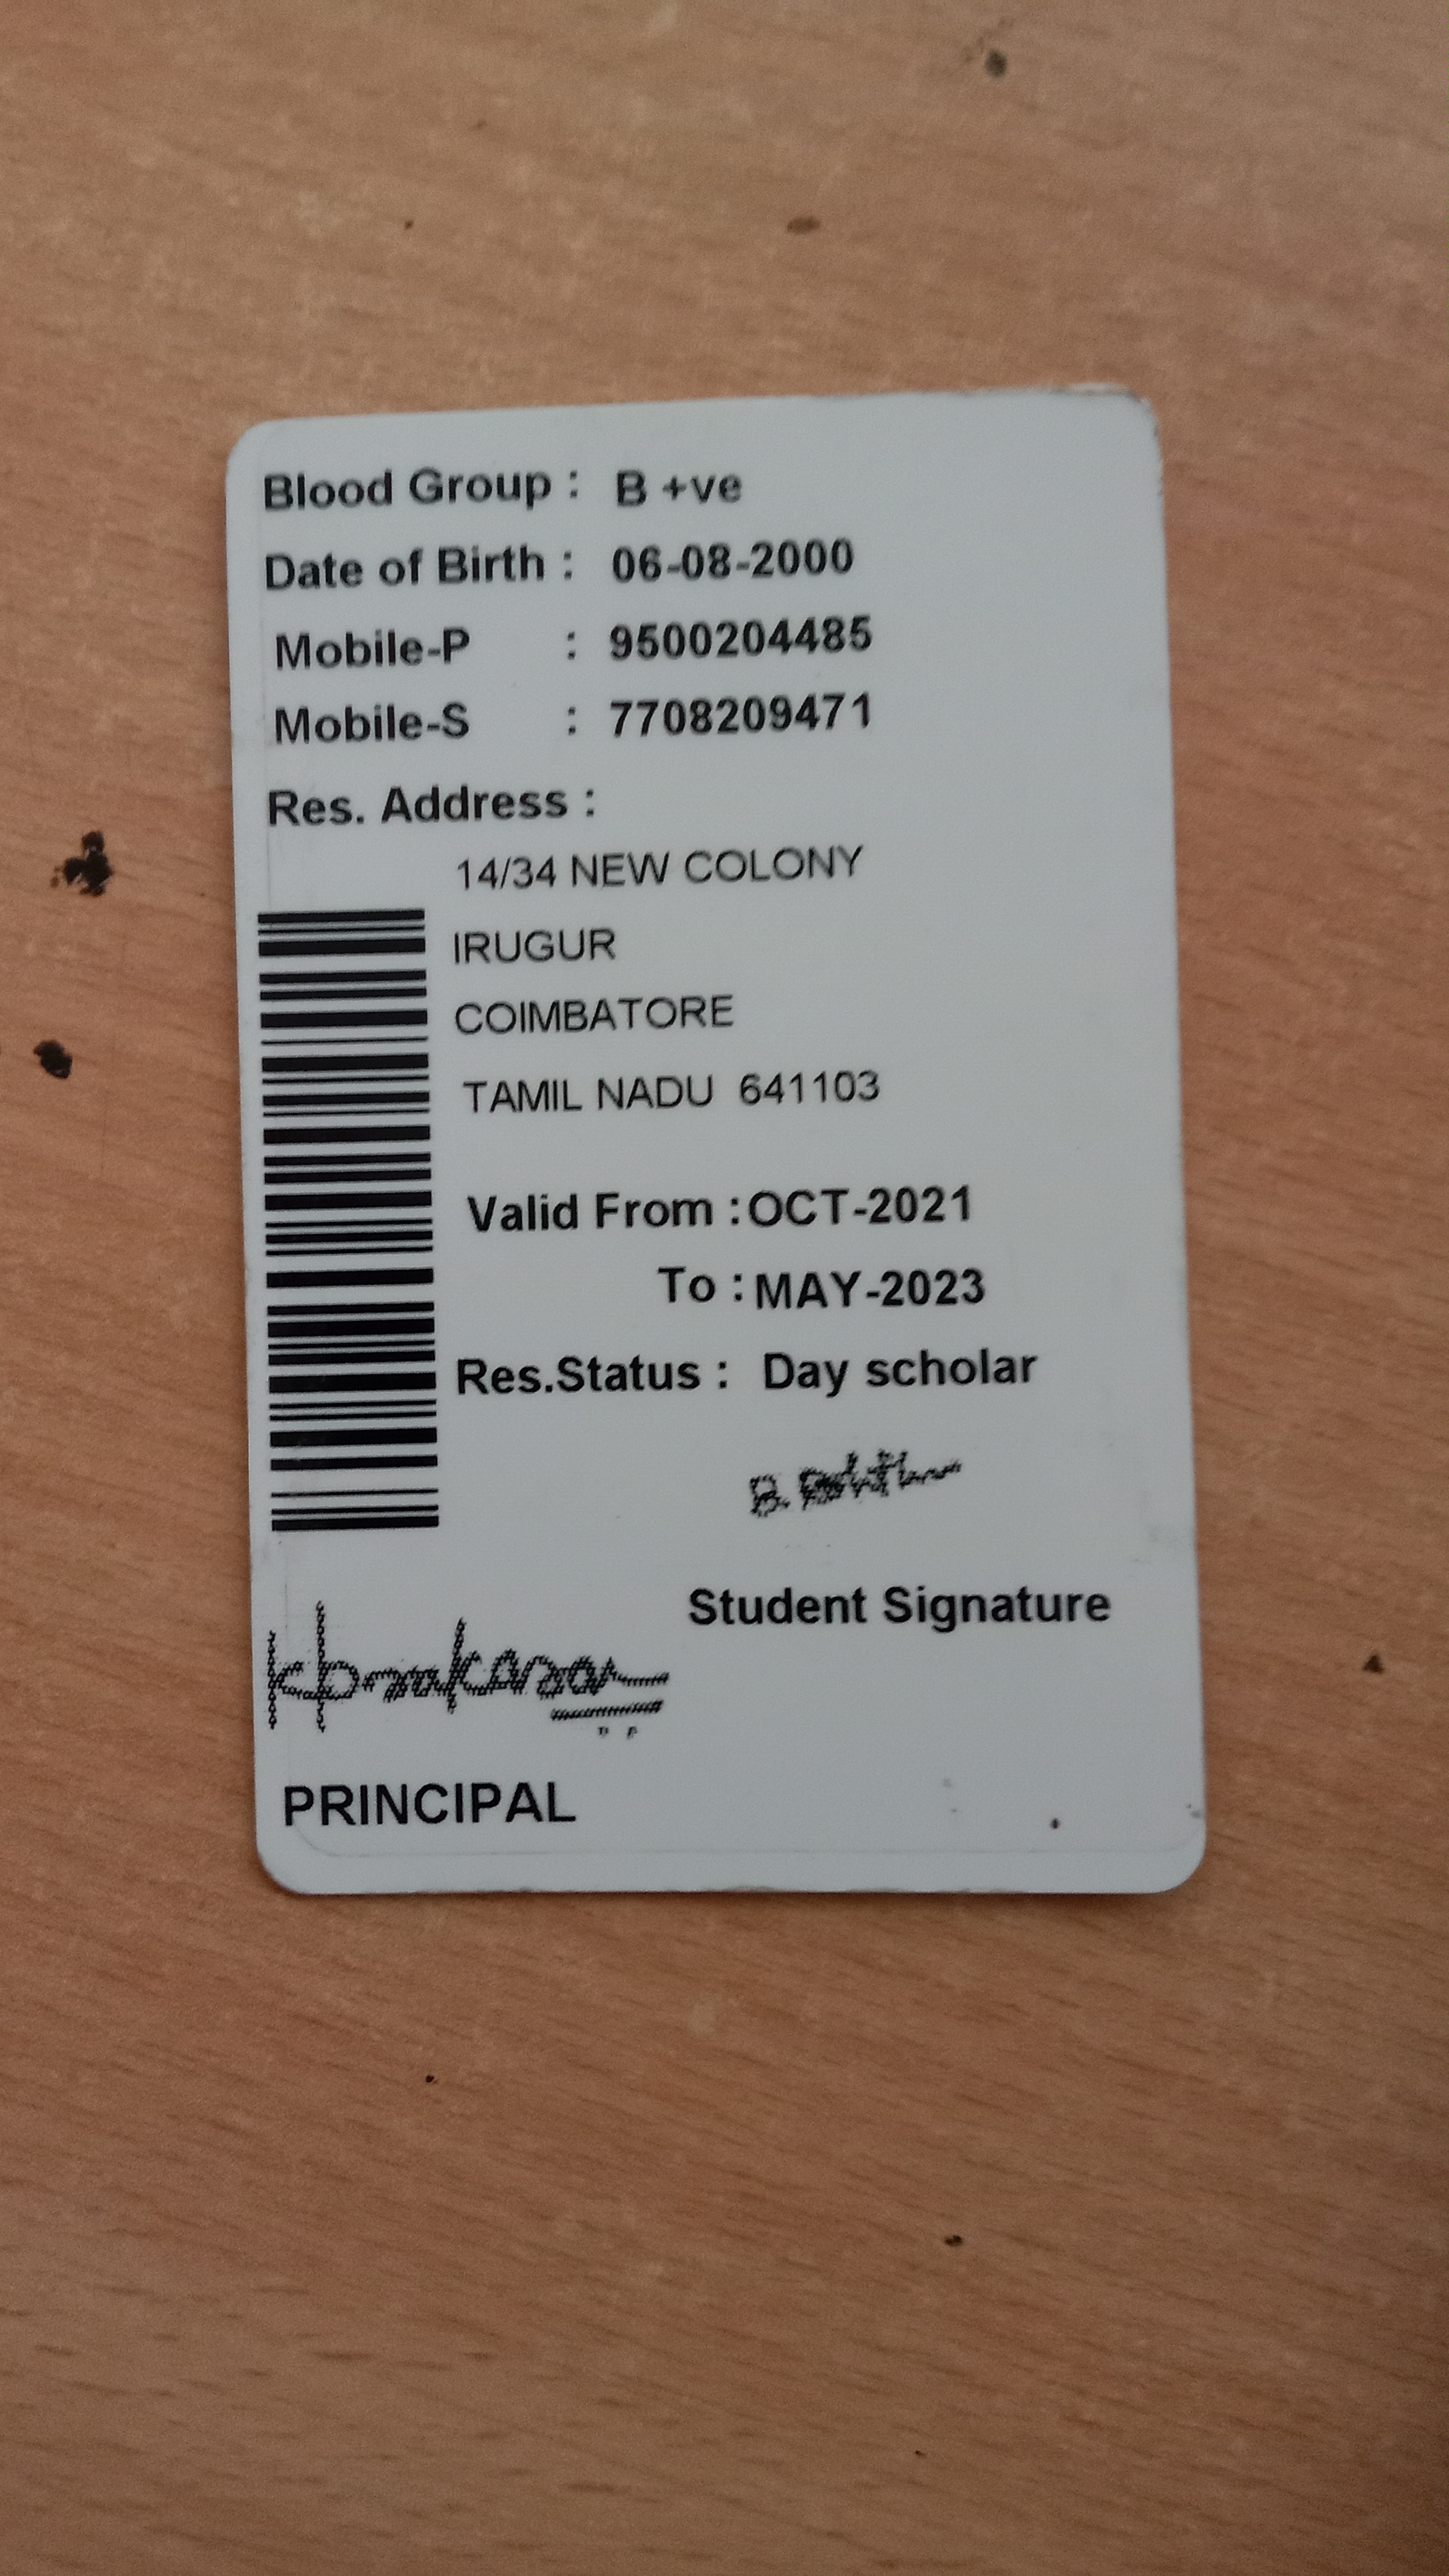 Blood Group : B +ve
Date of Birth : 06-08-2000
Mobile-P : 9500204485
Mobile-S : 7708209471
Res. Address :
14/34 NEW COLONY
IRUGUR
COIMBATORE
TAMIL NADU 641103
Valid From : OCT-2021
To : MAY-2023
Res.Status : Day scholar
Student Signature
PRINCIPAL